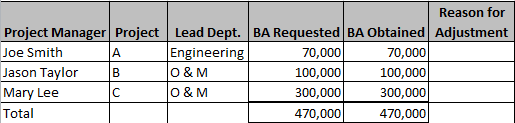 Project Manager Project Lead Dept. BA Requested BA Obtained Reason for Adjustment
Joe Smith A Engineering 70,000 70,000
Jason Taylor B O & M 100,000 100,000
Mary Lee C O & M 300,000 300,000
Total 470,000 470,000